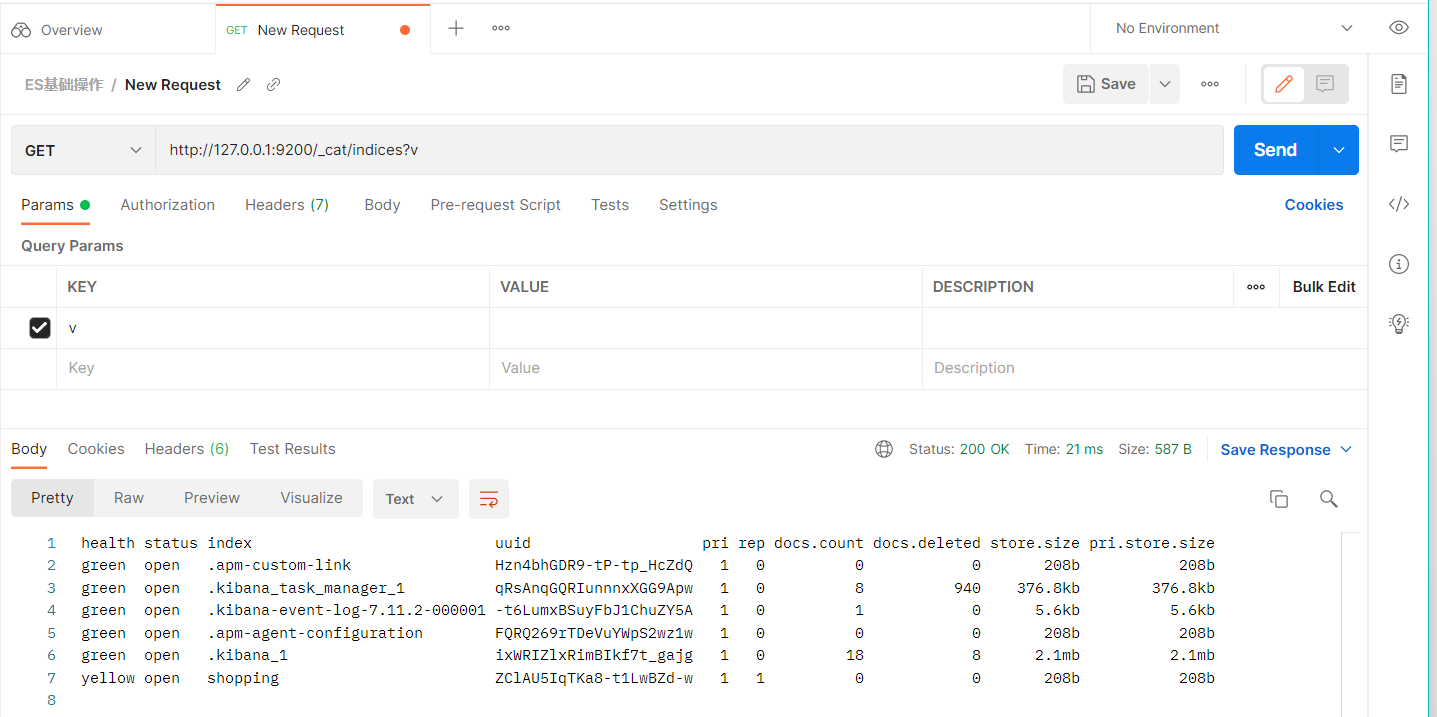 Overview GET New Request No Environment
ES基础操作 / New Request Save
GET http://127.0.0.1:9200/_cat/indices?v Send
Params Authorization Headers (7) Body Pre-request Script Tests Settings Cookies
Query Params
KEY VALUE DESCRIPTION Bulk Edit
v
Key Value Description
Body Cookies Headers (6) Test Results Status: 200 OK Time: 21 ms Size: 587 B Save Response
Pretty Raw Preview Visualize Text
1 health status index uuid pri rep docs.count docs.deleted store.size pri.store.size
2 green open .apm-custom-link Hzn4bhGDR9-tP-tp_HcZdQ 1 0 0 0 208b 208b
3 green open .kibana_task_manager_1 qRsAnqGQRIunnnxXGG9Apw 1 0 8 940 376.8kb 376.8kb
4 green open .kibana-event-log-7.11.2-000001 -t6LumxBSuyFbJ1ChuZY5A 1 0 1 0 5.6kb 5.6kb
5 green open .apm-agent-configuration FQRQ269rTDeVuYWpS2wz1w 1 0 0 0 208b 208b
6 green open .kibana_1 ixWRIZlxRimBIkf7t_gajg 1 0 18 8 2.1mb 2.1mb
7 yellow open shopping ZClAU5IqTKa8-t1LwBZd-w 1 1 0 0 208b 208b
8